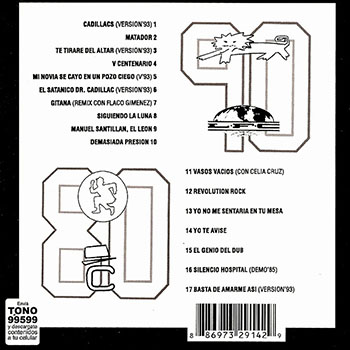 CADILLACS (VERSION'93) 1
MATADOR 2
TE TIRARE DEL ALTAR (VERSION'93) 3
V CENTENARIO 4
MI NOVIA SE CAYO EN UN POZO CIEGO (V'93) 5
EL SATANICO DR. CADILLAC (VERSION'93) 6
GITANA (REMIX CON FLACO GIMENEZ) 7
SIGUIENDO LA LUNA 8
MANUEL SANTILLAN, EL LEON 9
DEMASIADA PRESION 10
90
80
11 VASOS VACIOS (CON CELIA CRUZ)
12 REVOLUTION ROCK
13 YO NO ME SENTARIA EN TU MESA
14 YO TE AVISE
15 EL GENIO DEL DUB
16 SILENCIO HOSPITAL (DEMO'85)
17 BASTA DE AMARME ASI (VERSION'93)
Envía
TONO
99599
y descargate
contenidos
a tu celular
8 86973 29142 9